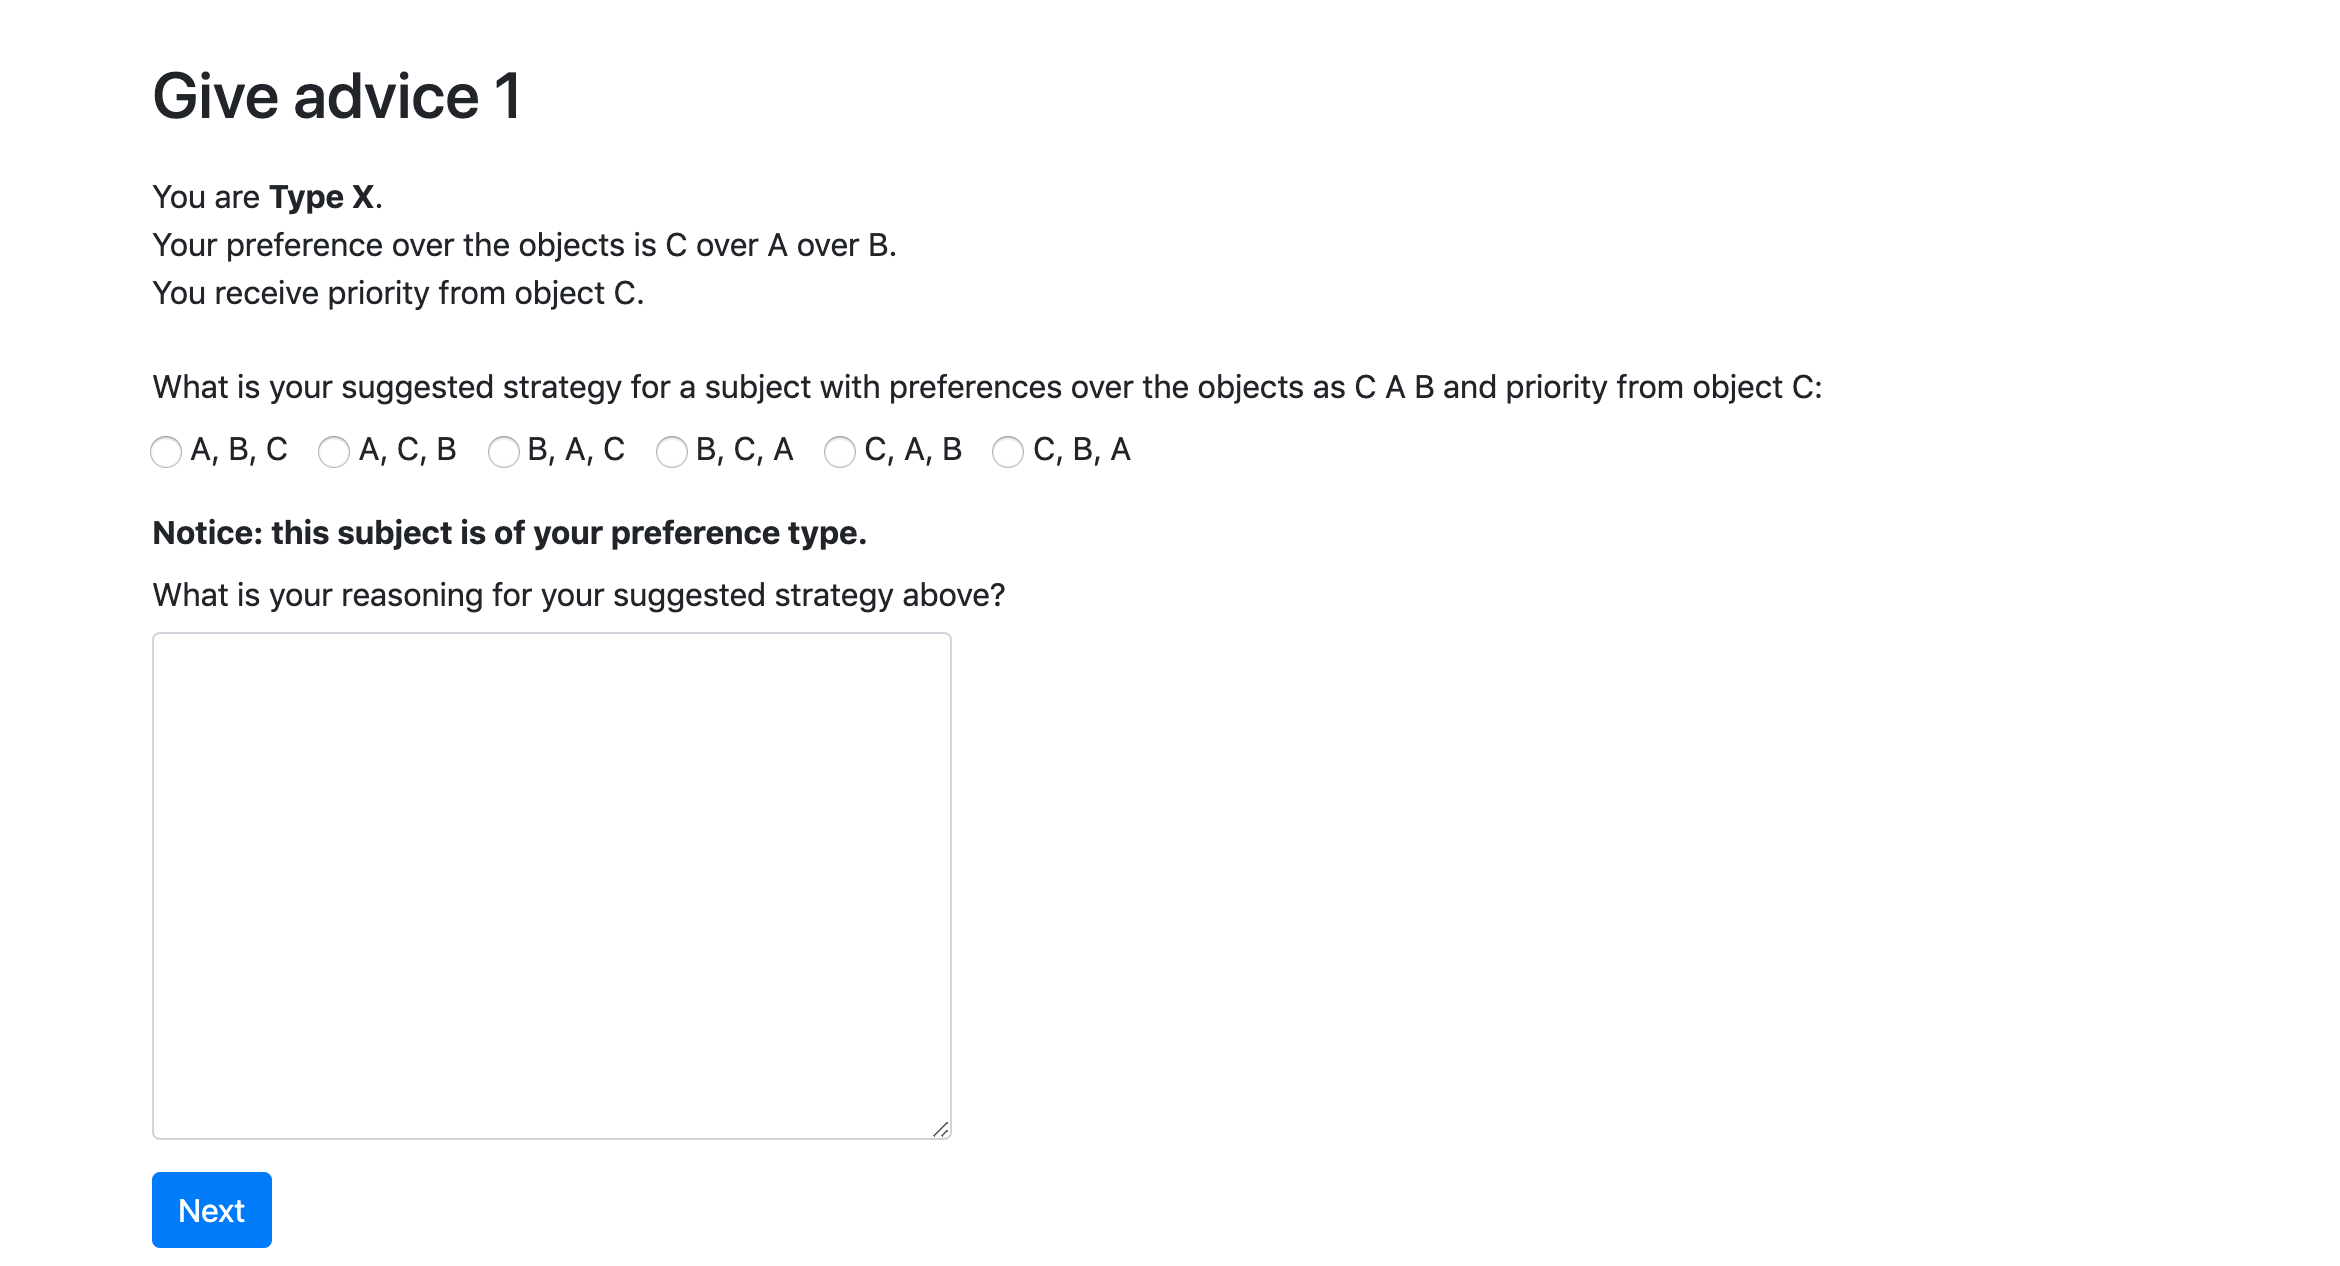 Give advice 1
You are Type X.
Your preference over the objects is C over A over B.
You receive priority from object C.
What is your suggested strategy for a subject with preferences over the objects as C A B and priority from object C:
A, B, C A, C, B B, A, C B, C, A C, A, B C, B, A
Notice: this subject is of your preference type.
What is your reasoning for your suggested strategy above?
Next